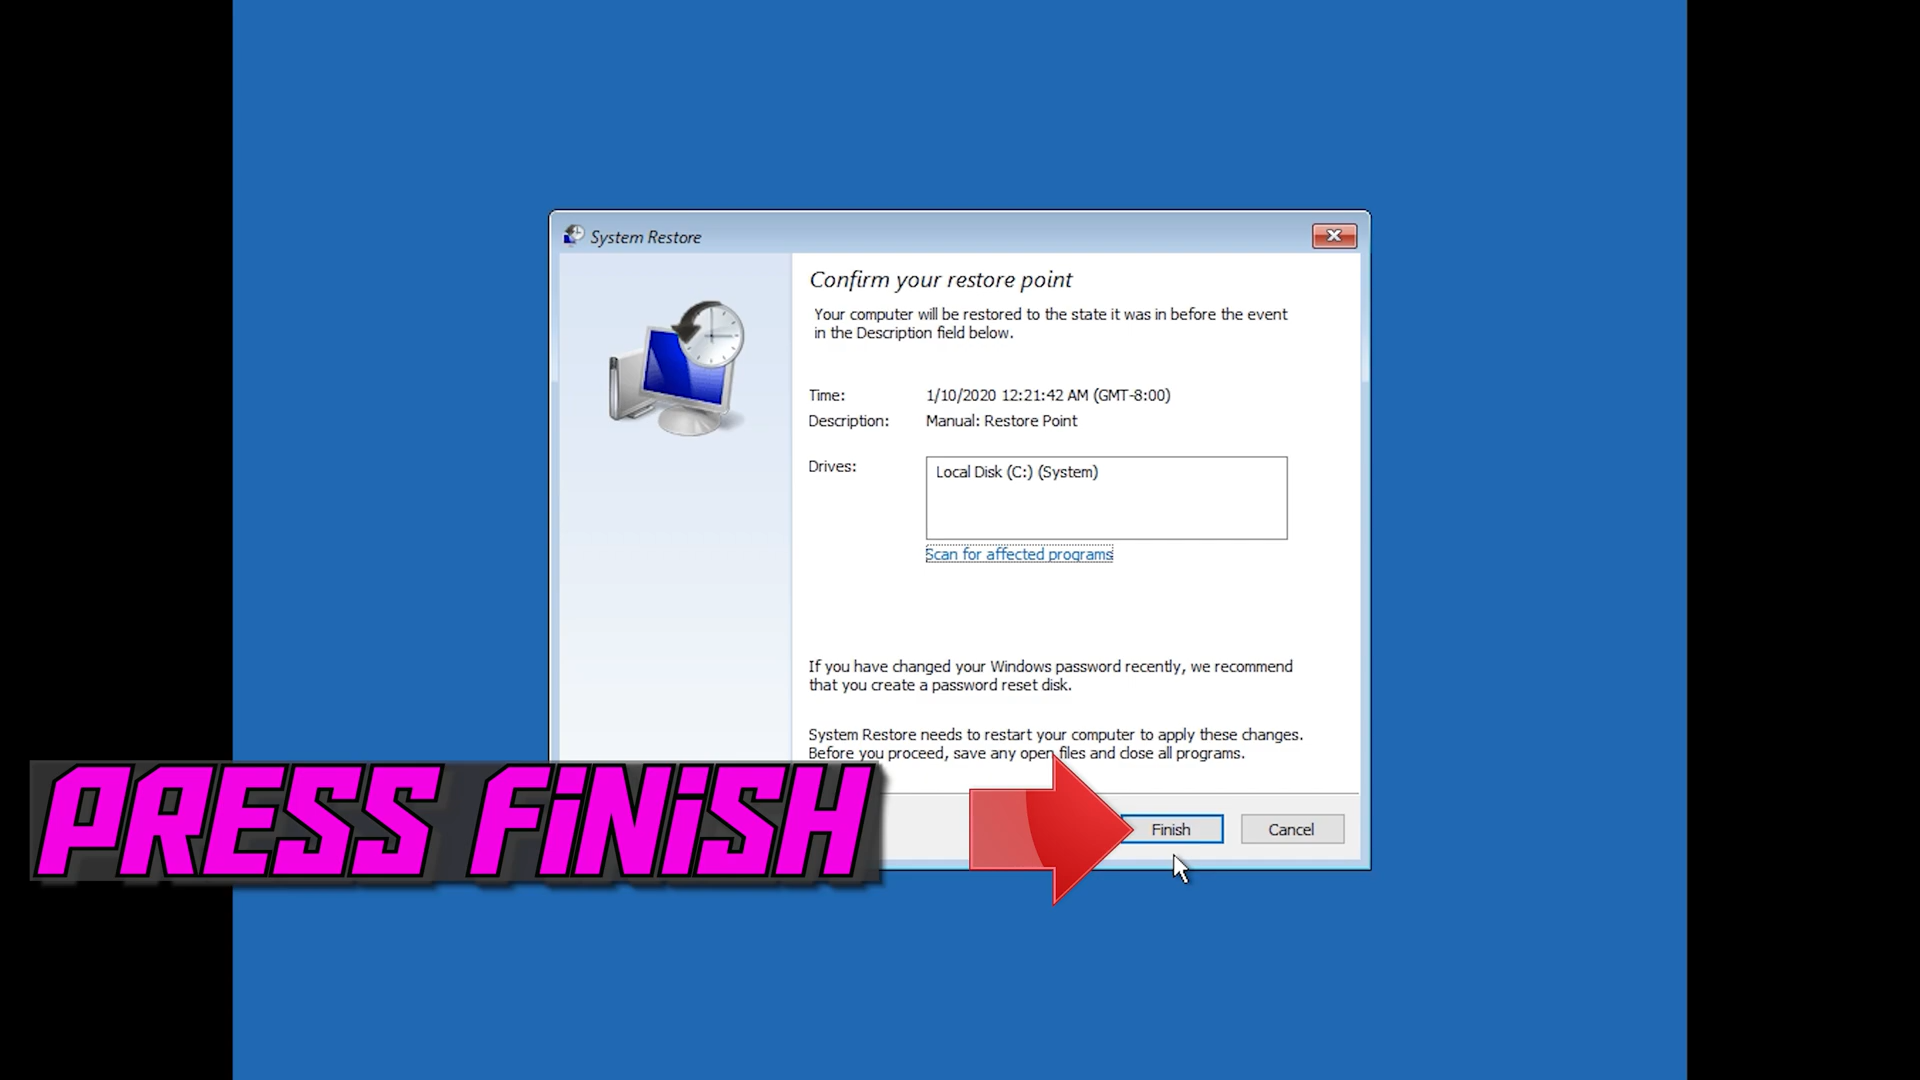 System Restore
Confirm your restore point
Your computer will be restored to the state it was in before the event
in the Description field below.
Time: 1/10/2020 12:21:42 AM (GMT-8:00)
Description: Manual: Restore Point
Drives: Local Disk (C:) (System)
Scan for affected programs
If you have changed your Windows password recently, we recommend
that you create a password reset disk.
System Restore needs to restart your computer to apply these changes.
Before you proceed, save any open files and close all programs.
PRESS FiNiSH
Finish Cancel